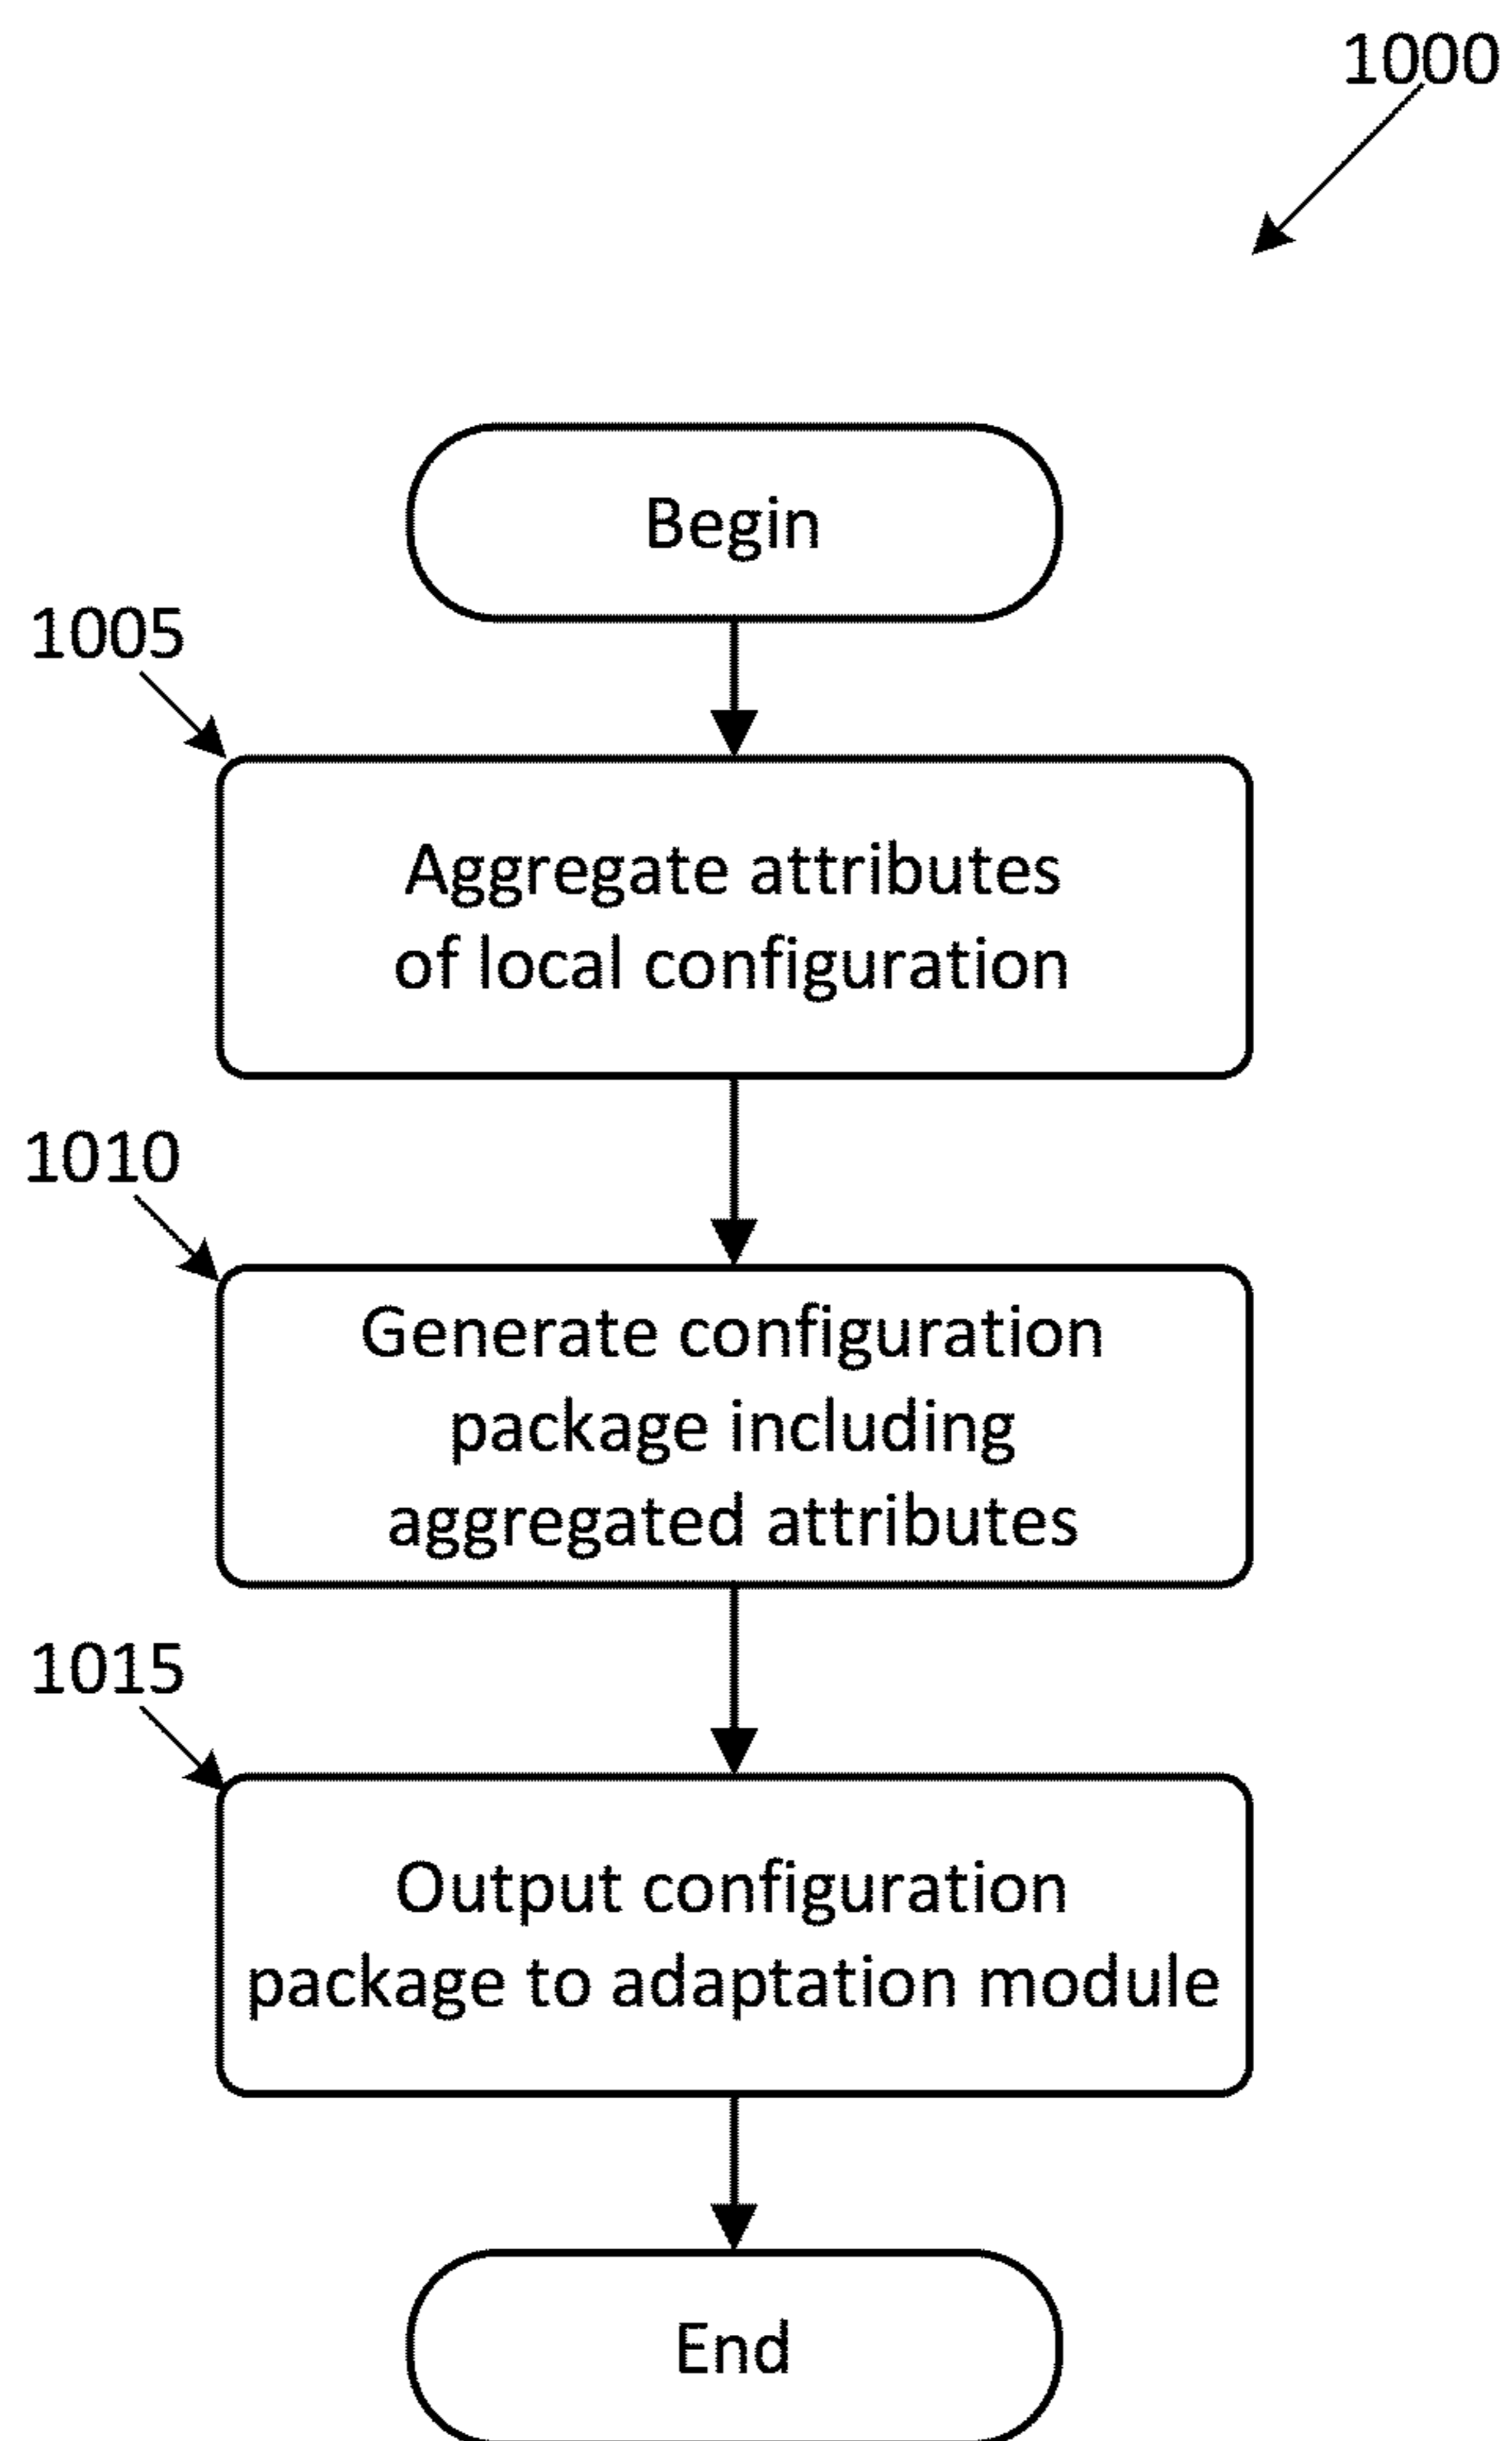 1000
Begin
1005
Aggregate attributes
of local configuration
1010
Generate configuration
package including
aggregated attributes
1015
Output configuration
package to adaptation module
End